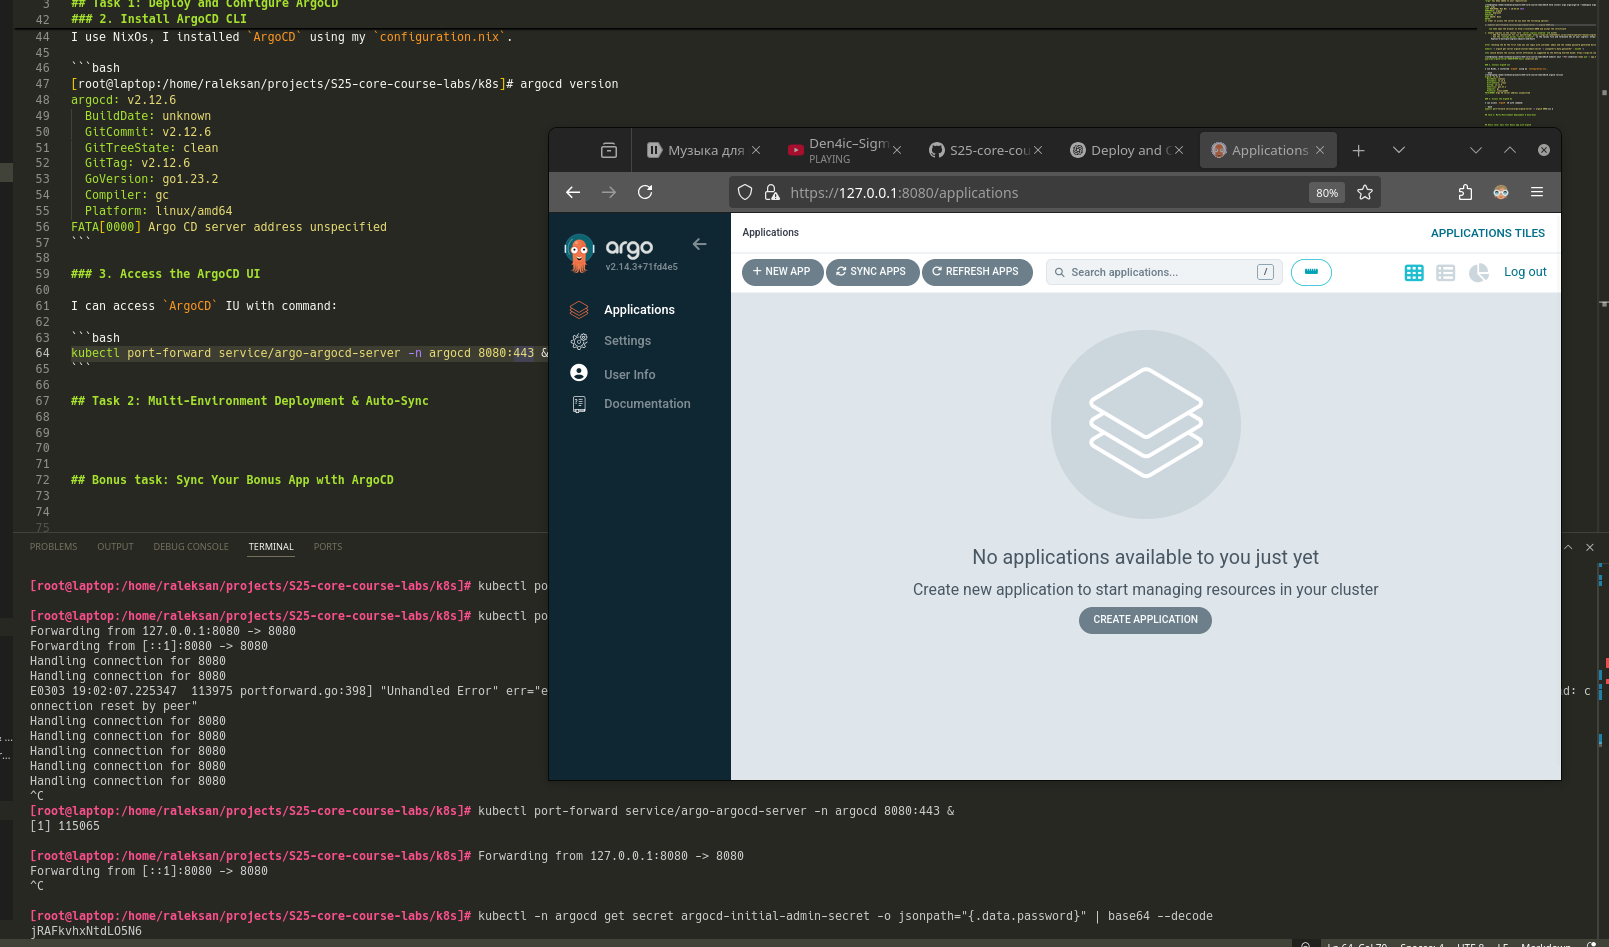 3 ## Task 1: Deploy and Configure ArgoCD
42 ### 2. Install ArgoCD CLI
44 I use NixOs, I installed `ArgoCD` using my `configuration.nix`.
45
46 ```bash
47 [root@laptop:/home/raleksan/projects/S25-core-course-labs/k8s]# argocd version
48 argocd: v2.12.6
49 BuildDate: unknown
50 GitCommit: v2.12.6
51 GitTreeState: clean
52 GitTag: v2.12.6
53 GoVersion: go1.23.2
54 Compiler: gc
55 Platform: linux/amd64
56 FATA[0000] Argo CD server address unspecified
57 ```
58
59 ### 3. Access the ArgoCD UI
60
61 I can access `ArgoCD` IU with command:
62
63 ```bash
64 kubectl port-forward service/argo-argocd-server -n argocd 8080:443 &
65 ```
66
67 ## Task 2: Multi-Environment Deployment & Auto-Sync
68
69
70
71
72 ## Bonus task: Sync Your Bonus App with ArgoCD
73
74
75
Музыка для
Den4ic–Sigm
PLAYING
S25-core-cou
Deploy and C
Applications
https://127.0.0.1:8080/applications
80%
argo
v2.14.3+71fd4e5
Applications
Settings
User Info
Documentation
Applications
APPLICATIONS TILES
+ NEW APP
SYNC APPS
REFRESH APPS
Search applications...
/
Log out
No applications available to you just yet
Create new application to start managing resources in your cluster
CREATE APPLICATION
PROBLEMS OUTPUT DEBUG CONSOLE TERMINAL PORTS
[root@laptop:/home/raleksan/projects/S25-core-course-labs/k8s]# kubectl po
[root@laptop:/home/raleksan/projects/S25-core-course-labs/k8s]# kubectl po
Forwarding from 127.0.0.1:8080 -> 8080
Forwarding from [::1]:8080 -> 8080
Handling connection for 8080
Handling connection for 8080
E0303 19:02:07.225347 113975 portforward.go:398] "Unhandled Error" err="e d: c
onnection reset by peer"
Handling connection for 8080
Handling connection for 8080
Handling connection for 8080
Handling connection for 8080
Handling connection for 8080
^C
[root@laptop:/home/raleksan/projects/S25-core-course-labs/k8s]# kubectl port-forward service/argo-argocd-server -n argocd 8080:443 &
[1] 115065
[root@laptop:/home/raleksan/projects/S25-core-course-labs/k8s]# Forwarding from 127.0.0.1:8080 -> 8080
Forwarding from [::1]:8080 -> 8080
^C
[root@laptop:/home/raleksan/projects/S25-core-course-labs/k8s]# kubectl -n argocd get secret argocd-initial-admin-secret -o jsonpath="{.data.password}" | base64 --decode
jRAFkvhxNtdLO5N6